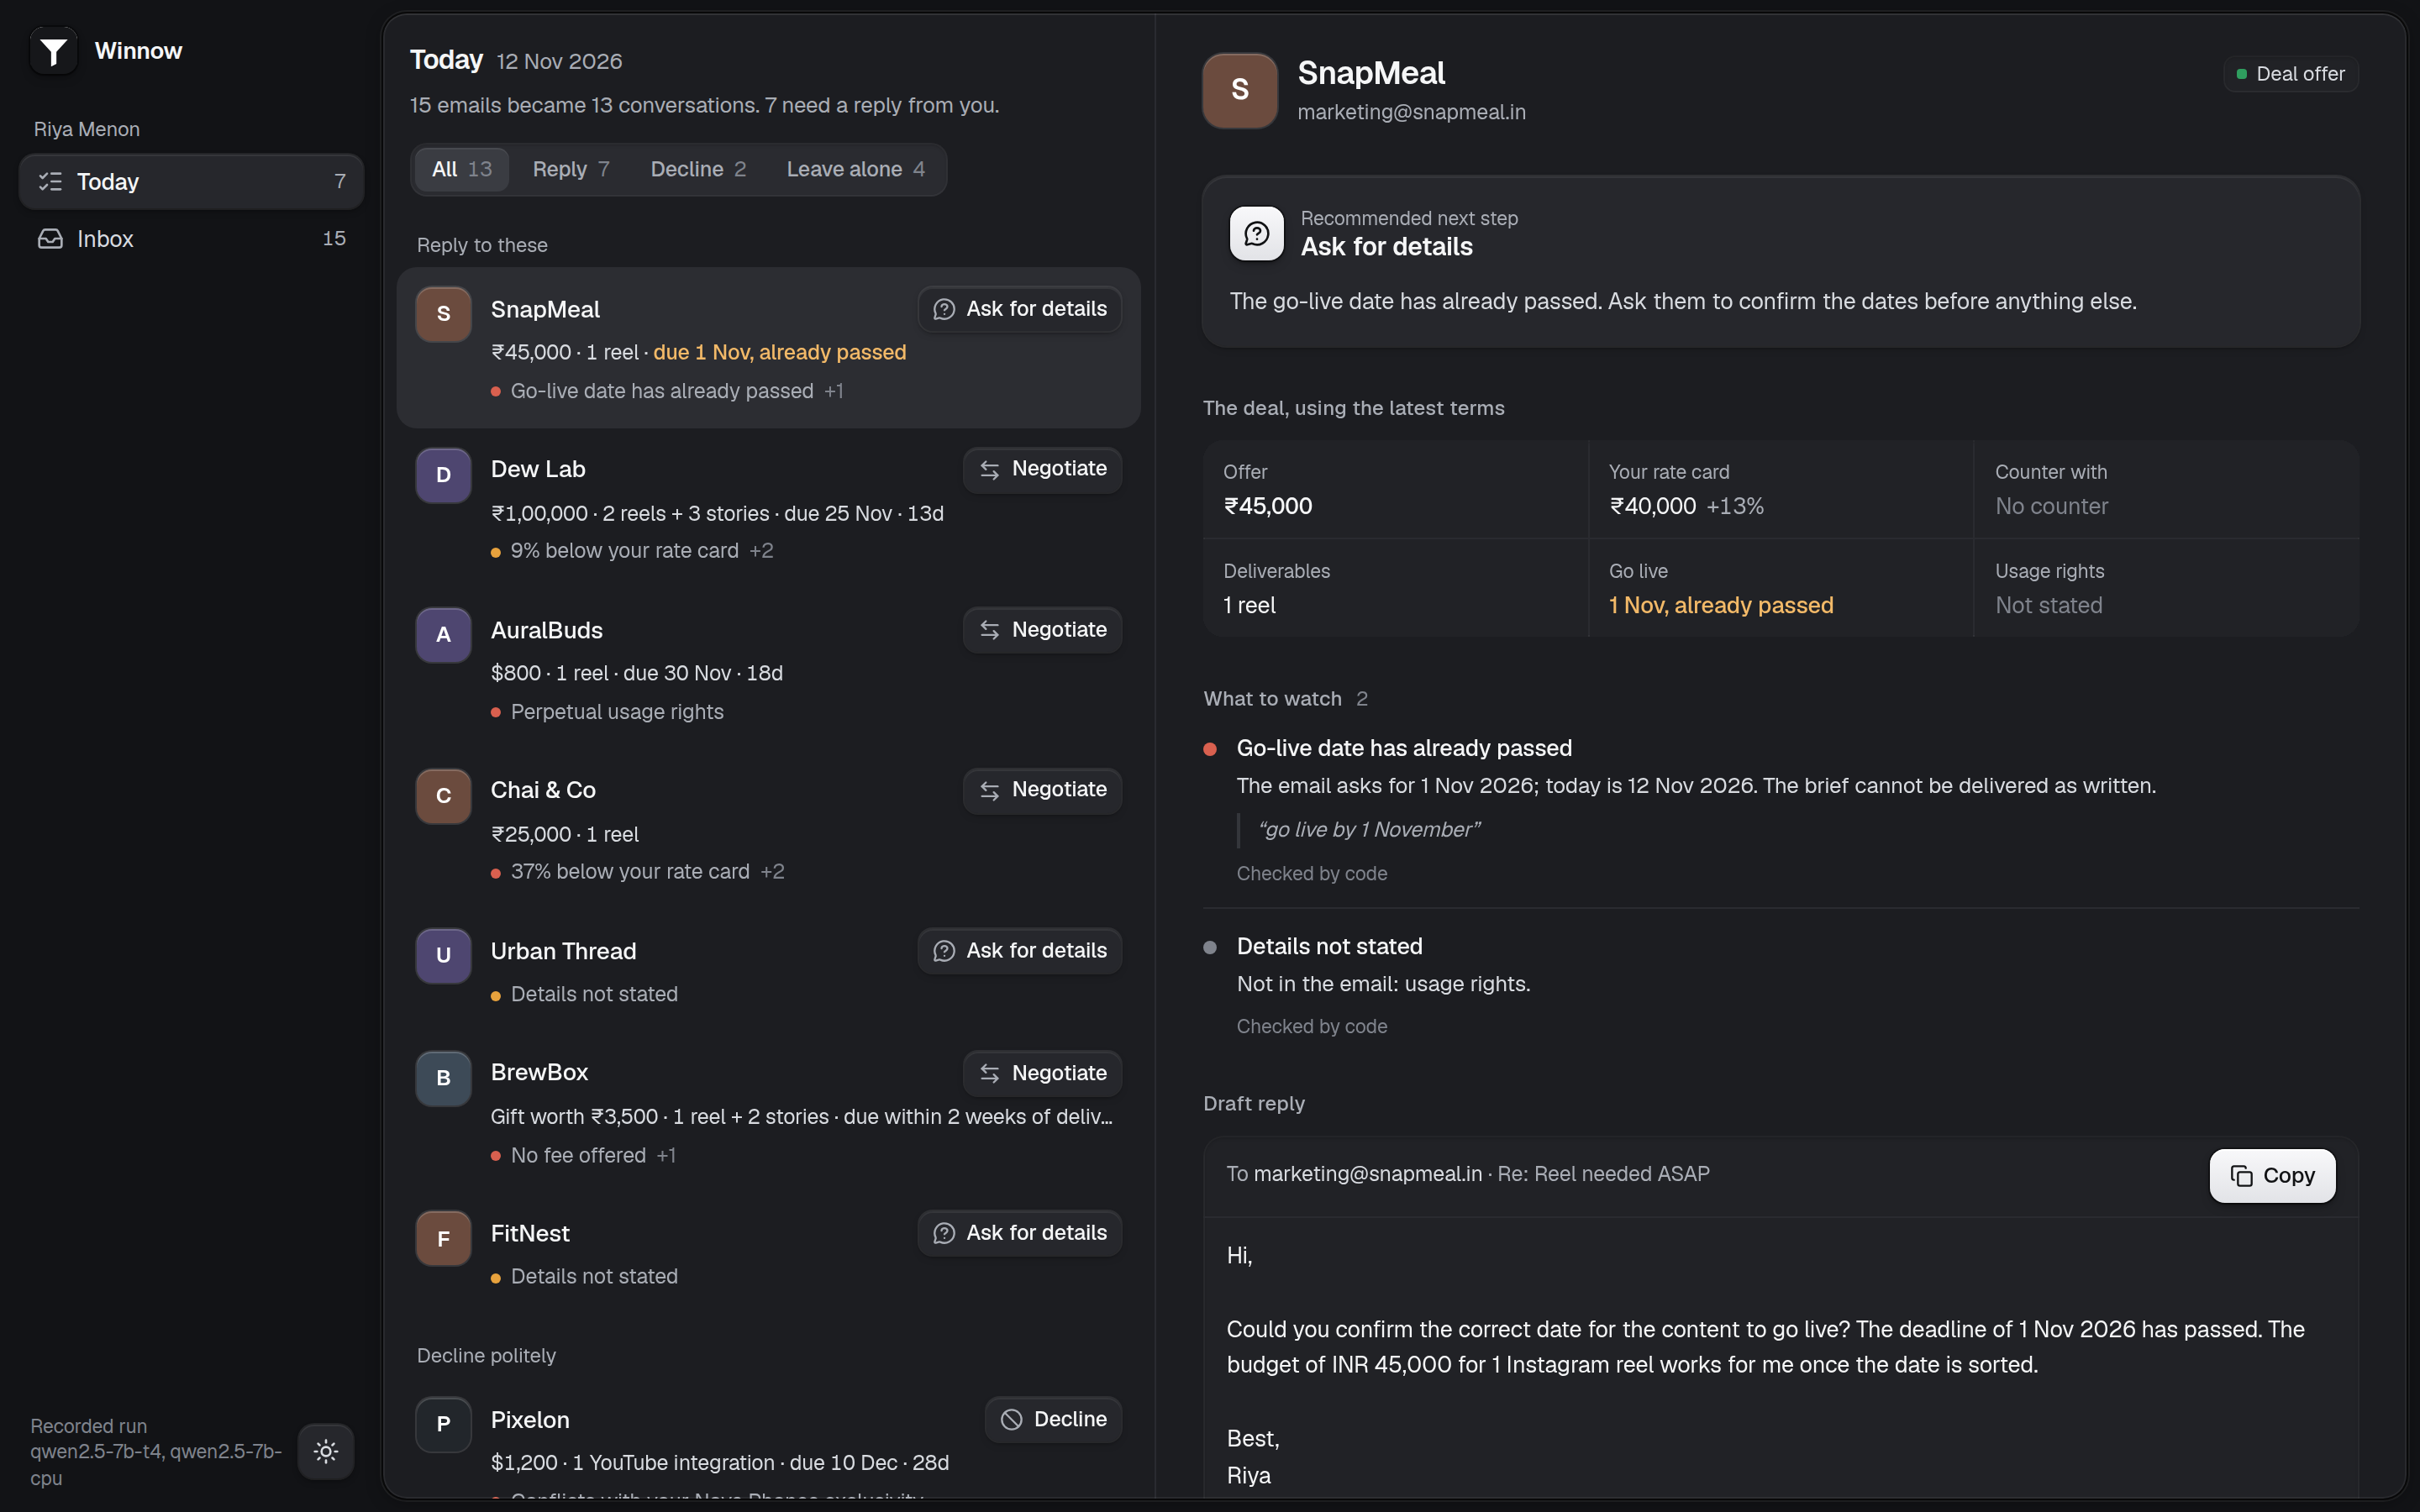 Winnow
Riya Menon
Today 7
Inbox 15
Recorded run
qwen2.5-7b-t4, qwen2.5-7b-
cpu
Today 12 Nov 2026
15 emails became 13 conversations. 7 need a reply from you.
All 13 Reply 7 Decline 2 Leave alone 4
Reply to these
S SnapMeal Ask for details
₹45,000 · 1 reel · due 1 Nov, already passed
Go-live date has already passed +1
D Dew Lab Negotiate
₹1,00,000 · 2 reels + 3 stories · due 25 Nov · 13d
9% below your rate card +2
A AuralBuds Negotiate
$800 · 1 reel · due 30 Nov · 18d
Perpetual usage rights
C Chai & Co Negotiate
₹25,000 · 1 reel
37% below your rate card +2
U Urban Thread Ask for details
Details not stated
B BrewBox Negotiate
Gift worth ₹3,500 · 1 reel + 2 stories · due within 2 weeks of deliv…
No fee offered +1
F FitNest Ask for details
Details not stated
Decline politely
P Pixelon Decline
$1,200 · 1 YouTube integration · due 10 Dec · 28d
S SnapMeal Deal offer
marketing@snapmeal.in
Recommended next step
Ask for details
The go-live date has already passed. Ask them to confirm the dates before anything else.
The deal, using the latest terms
Offer Your rate card Counter with
₹45,000 ₹40,000 +13% No counter
Deliverables Go live Usage rights
1 reel 1 Nov, already passed Not stated
What to watch 2
Go-live date has already passed
The email asks for 1 Nov 2026; today is 12 Nov 2026. The brief cannot be delivered as written.
“go live by 1 November”
Checked by code
Details not stated
Not in the email: usage rights.
Checked by code
Draft reply
To marketing@snapmeal.in · Re: Reel needed ASAP Copy
Hi,
Could you confirm the correct date for the content to go live? The deadline of 1 Nov 2026 has passed. The
budget of INR 45,000 for 1 Instagram reel works for me once the date is sorted.
Best,
Riya